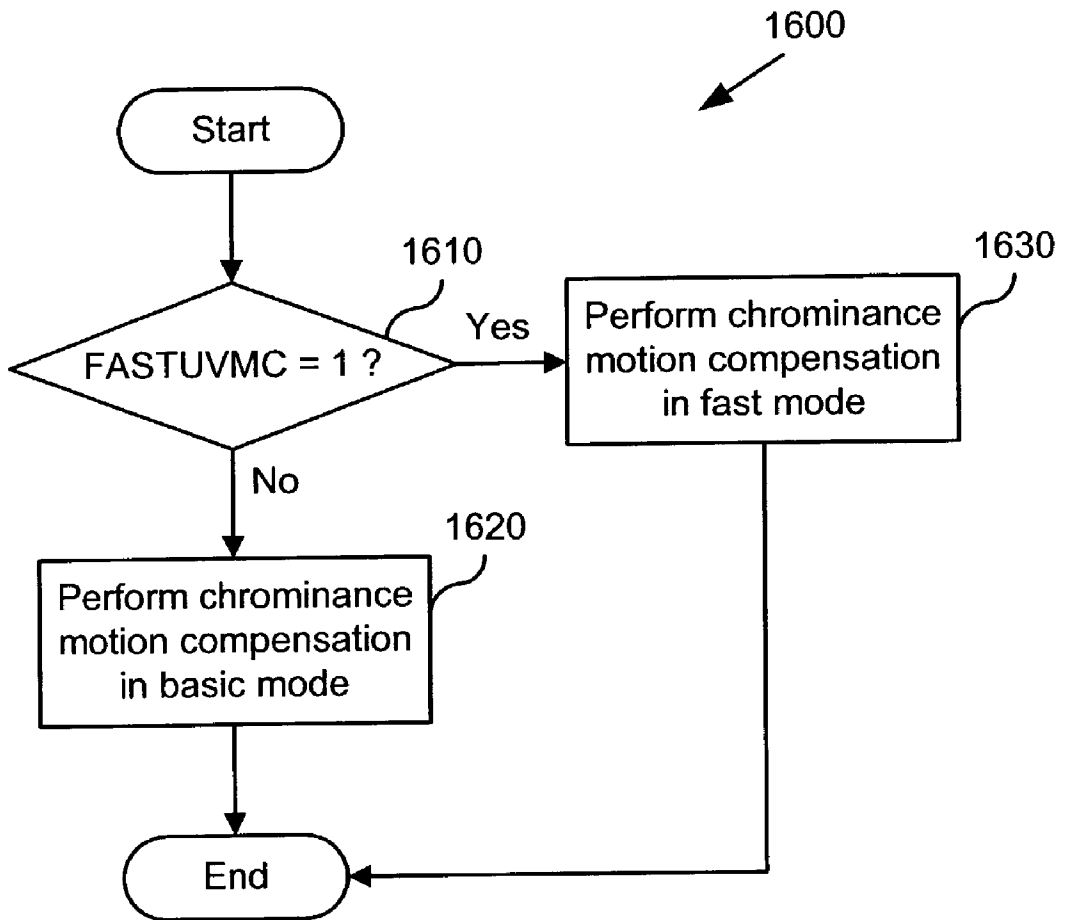 1600
Start
1610
FASTUVMC = 1 ?
Yes
1630
Perform chrominance
motion compensation
in fast mode
No
1620
Perform chrominance
motion compensation
in basic mode
End